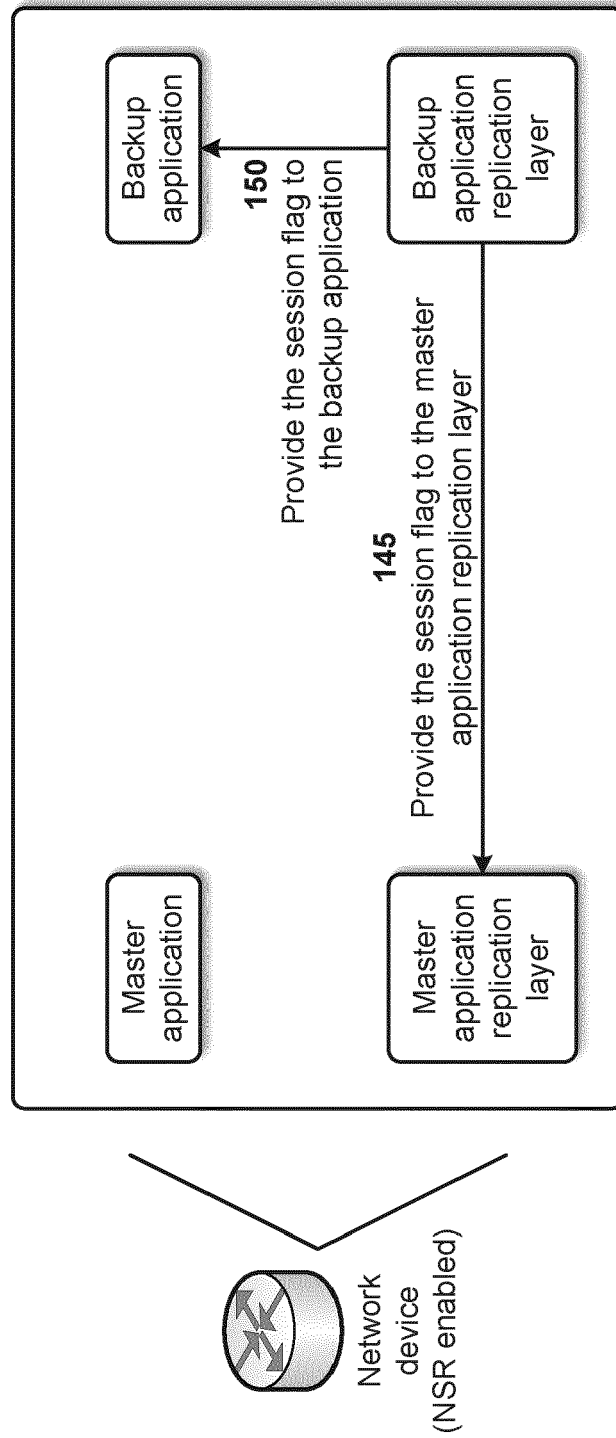 Network
device
(NSR enabled)
Master
application
Master
application
replication
layer
Backup
application
150
Provide the session flag to
the backup application
145
Provide the session flag to the master
application replication layer
Backup
application
replication
layer